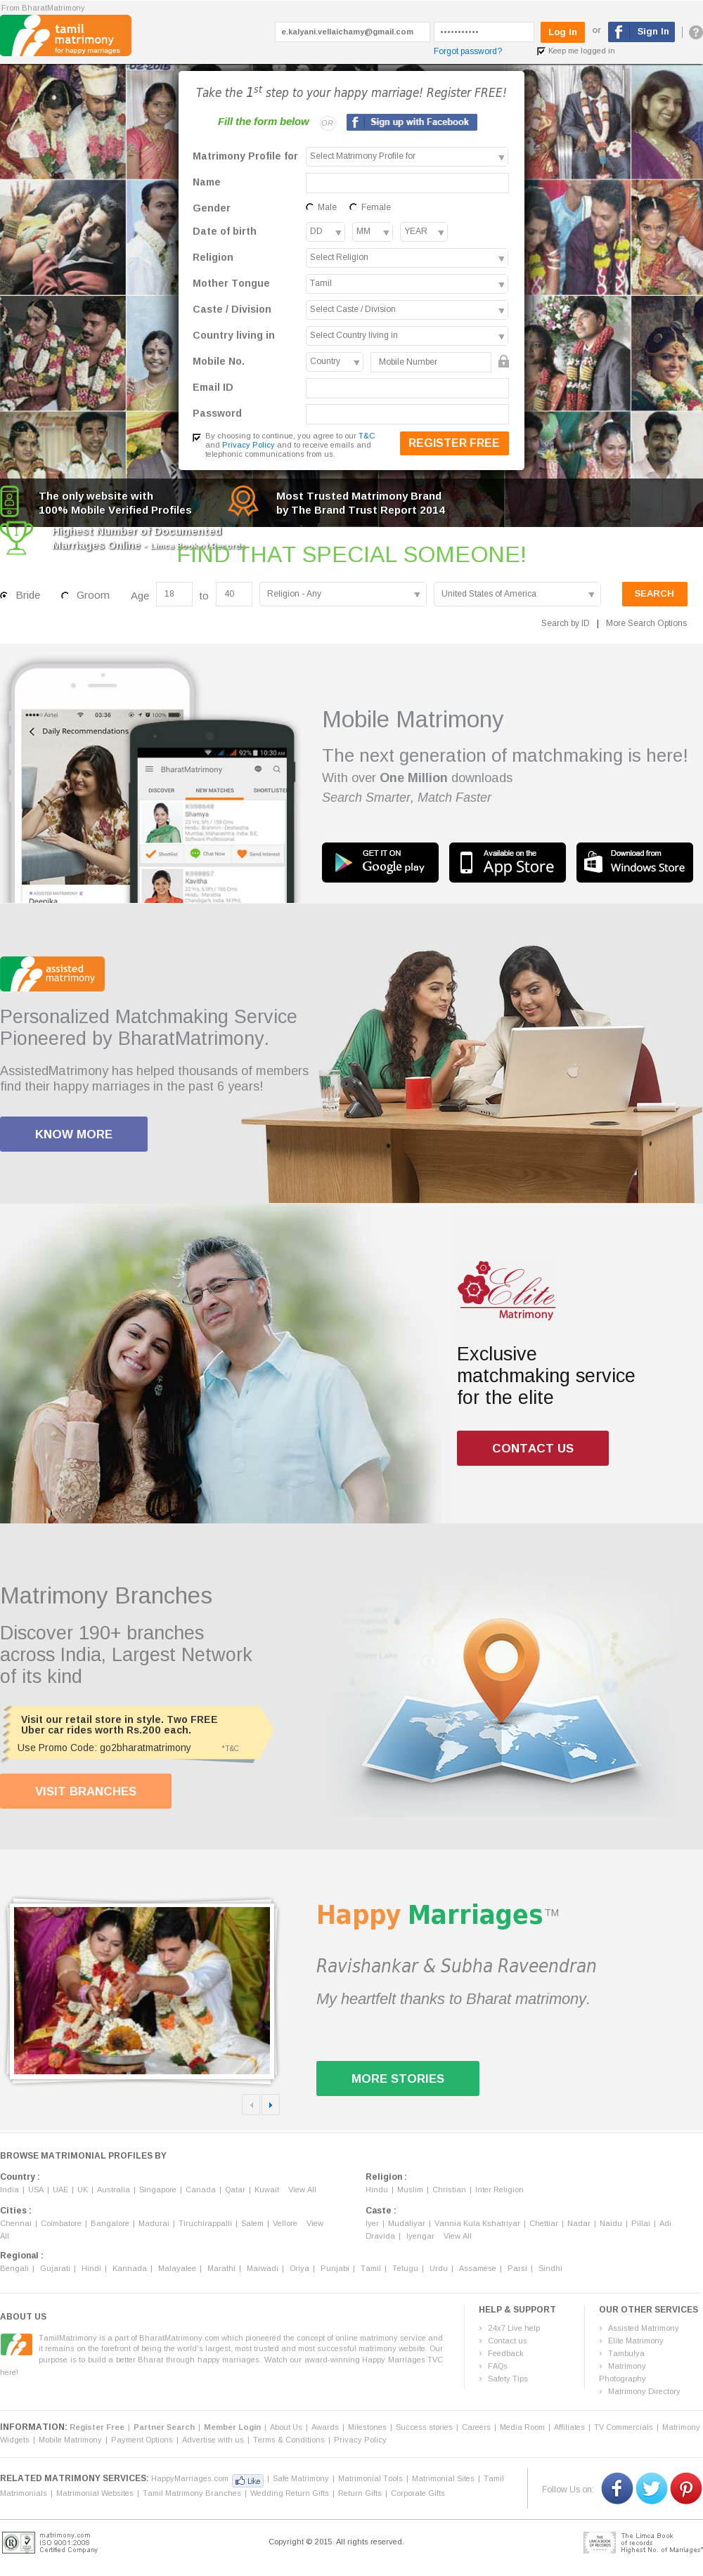 From BharatMatrimony
tamil
matrimony
for happy marriages
e.kalyani.vellaichamy@gmail.com
•••••••••••
Log In
or
f Sign In
?
Forgot password?
Keep me logged in
Take the 1st step to your happy marriage! Register FREE!
Fill the form below
OR
f Sign up with Facebook
Matrimony Profile for
Select Matrimony Profile for
Name
Gender
Male
Female
Date of birth
DD
MM
YEAR
Religion
Select Religion
Mother Tongue
Tamil
Caste / Division
Select Caste / Division
Country living in
Select Country living in
Mobile No.
Country
Mobile Number
Email ID
Password
By choosing to continue, you agree to our T&C
and Privacy Policy and to receive emails and
telephonic communications from us.
REGISTER FREE
The only website with
100% Mobile Verified Profiles
Most Trusted Matrimony Brand
by The Brand Trust Report 2014
Highest Number of Documented
Marriages Online - Limca Book of Records
FIND THAT SPECIAL SOMEONE!
Bride
Groom
Age 18 to 40
Religion - Any
United States of America
SEARCH
Search by ID | More Search Options
Airtel 03:36 100%
Daily Recommendations
Deepika
92% 10:30 AM
BharatMatrimony
DISCOVER NEW MATCHES SHORTLISTED
Shamya
Shortlist Chat Now Send Interest
Kavitha
Mobile Matrimony
The next generation of matchmaking is here!
With over One Million downloads
Search Smarter, Match Faster
GET IT ON
Google play
Available on the
App Store
Download from
Windows Store
assisted
matrimony
Personalized Matchmaking Service
Pioneered by BharatMatrimony.
AssistedMatrimony has helped thousands of members
find their happy marriages in the past 6 years!
KNOW MORE
Elite
Matrimony
Exclusive
matchmaking service
for the elite
CONTACT US
Matrimony Branches
Discover 190+ branches
across India, Largest Network
of its kind
Visit our retail store in style. Two FREE
Uber car rides worth Rs.200 each.
Use Promo Code: go2bharatmatrimony *T&C
VISIT BRANCHES
Happy Marriages TM
Ravishankar & Subha Raveendran
My heartfelt thanks to Bharat matrimony.
MORE STORIES
BROWSE MATRIMONIAL PROFILES BY
Country :
India | USA | UAE | UK | Australia | Singapore | Canada | Qatar | Kuwait View All
Religion :
Hindu | Muslim | Christian | Inter Religion
Cities :
Chennai | Coimbatore | Bangalore | Madurai | Tiruchirappalli | Salem | Vellore View
All
Caste :
Iyer | Mudaliyar | Vannia Kula Kshatriyar | Chettiar | Nadar | Naidu | Pillai | Adi
Dravida | Iyengar View All
Regional :
Bengali | Gujarati | Hindi | Kannada | Malayalee | Marathi | Marwadi | Oriya | Punjabi | Tamil | Telugu | Urdu | Assamese | Parsi | Sindhi
ABOUT US
TamilMatrimony is a part of BharatMatrimony.com which pioneered the concept of online matrimony service and
it remains on the forefront of being the world's largest, most trusted and most successful matrimony website. Our
purpose is to build a better Bharat through happy marriages. Watch our award-winning Happy Marriages TVC
here!
HELP & SUPPORT
› 24x7 Live help
› Contact us
› Feedback
› FAQs
› Safety Tips
OUR OTHER SERVICES
› Assisted Matrimony
› Elite Matrimony
› Tambulya
› Matrimony
Photography
› Matrimony Directory
INFORMATION: Register Free | Partner Search | Member Login | About Us | Awards | Milestones | Success stories | Careers | Media Room | Affiliates | TV Commercials | Matrimony
Widgets | Mobile Matrimony | Payment Options | Advertise with us | Terms & Conditions | Privacy Policy
RELATED MATRIMONY SERVICES: HappyMarriages.com Like | Safe Matrimony | Matrimonial Tools | Matrimonial Sites | Tamil
Matrimonials | Matrimonial Websites | Tamil Matrimony Branches | Wedding Return Gifts | Return Gifts | Corporate Gifts
Follow Us on:
matrimony.com
ISO 9001:2008
Certified Company
Copyright © 2015. All rights reserved.
The Limca Book
of records
Highest No. of Marriages*